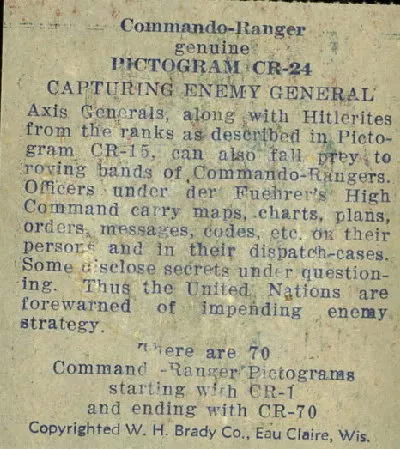 Commando-Ranger
genuine
PICTOGRAM CR-24
CAPTURING ENEMY GENERAL
Axis Generals, along with Hitlerites
from the ranks as described in Picto-
gram CR-15, can also fall prey to
roving bands of Commando-Rangers.
Officers under der Fuehrer's High
Command carry maps, charts, plans,
orders, messages, codes, etc. on their
persons and in their dispatch-cases.
Some disclose secrets under question-
ing. Thus the United Nations are
forewarned of impending enemy
strategy.
There are 70
Command -Ranger Pictograms
starting with CR-1
and ending with CR-70
Copyrighted W. H. Brady Co., Eau Claire, Wis.